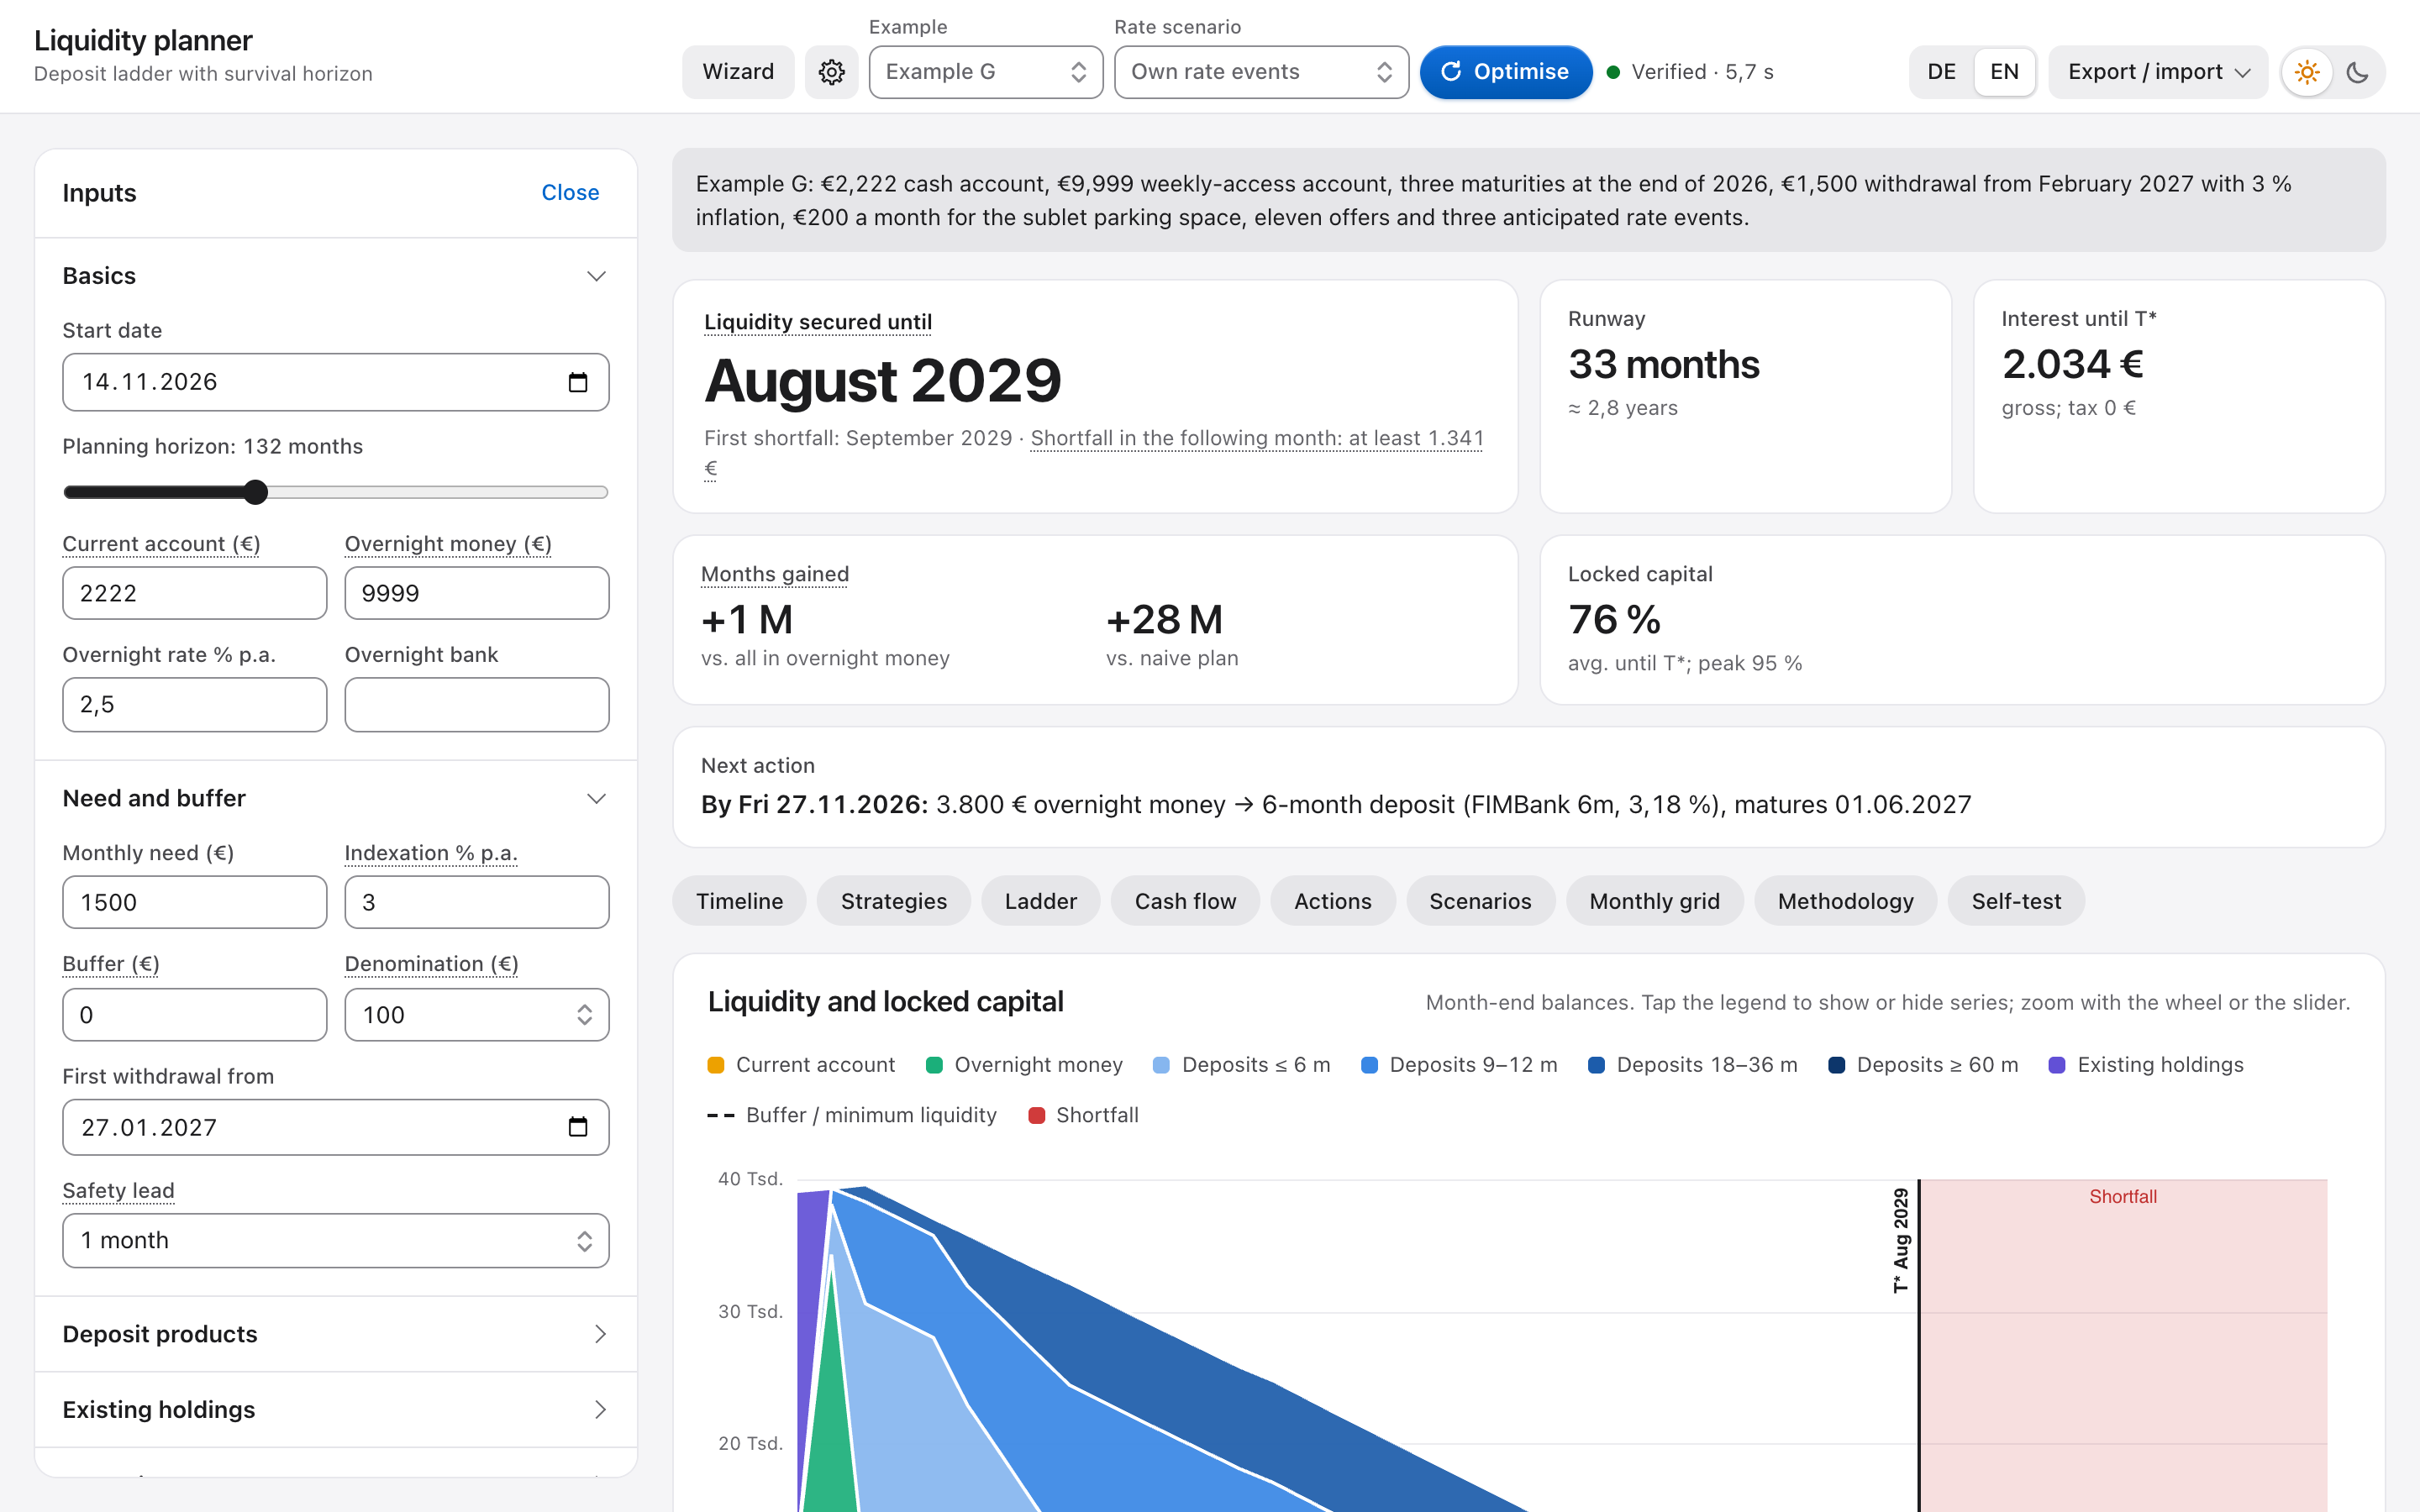 Liquidity planner
Deposit ladder with survival horizon
Wizard
Example
Example G
Rate scenario
Own rate events
Optimise
Verified · 5,7 s
DE
EN
Export / import
Inputs
Close
Basics
Start date
14.11.2026
Planning horizon: 132 months
Current account (€)
Overnight money (€)
2222
9999
Overnight rate % p.a.
Overnight bank
2,5
Need and buffer
Monthly need (€)
Indexation % p.a.
1500
3
Buffer (€)
Denomination (€)
0
100
First withdrawal from
27.01.2027
Safety lead
1 month
Deposit products
Existing holdings
Example G: €2,222 cash account, €9,999 weekly-access account, three maturities at the end of 2026, €1,500 withdrawal from February 2027 with 3 %
inflation, €200 a month for the sublet parking space, eleven offers and three anticipated rate events.
Liquidity secured until
August 2029
First shortfall: September 2029 · Shortfall in the following month: at least 1.341
€
Runway
33 months
≈ 2,8 years
Interest until T*
2.034 €
gross; tax 0 €
Months gained
+1 M
vs. all in overnight money
+28 M
vs. naive plan
Locked capital
76 %
avg. until T*; peak 95 %
Next action
By Fri 27.11.2026: 3.800 € overnight money → 6-month deposit (FIMBank 6m, 3,18 %), matures 01.06.2027
Timeline
Strategies
Ladder
Cash flow
Actions
Scenarios
Monthly grid
Methodology
Self-test
Liquidity and locked capital
Month-end balances. Tap the legend to show or hide series; zoom with the wheel or the slider.
Current account
Overnight money
Deposits ≤ 6 m
Deposits 9–12 m
Deposits 18–36 m
Deposits ≥ 60 m
Existing holdings
Buffer / minimum liquidity
Shortfall
40 Tsd.
30 Tsd.
20 Tsd.
T* Aug 2029
Shortfall